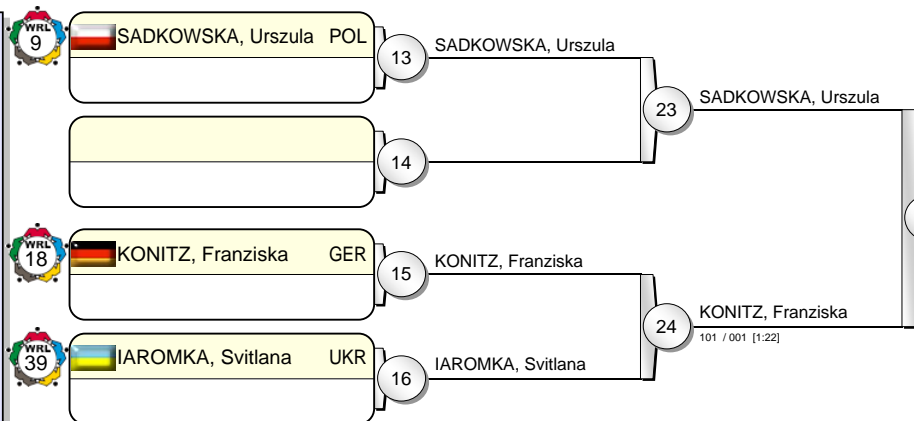 WRL
9
SADKOWSKA, Urszula POL
13
SADKOWSKA, Urszula
23
SADKOWSKA, Urszula
14
WRL
18
KONITZ, Franziska GER
15
KONITZ, Franziska
24
KONITZ, Franziska
101 / 001 [1:22]
WRL
39
IAROMKA, Svitlana UKR
16
IAROMKA, Svitlana